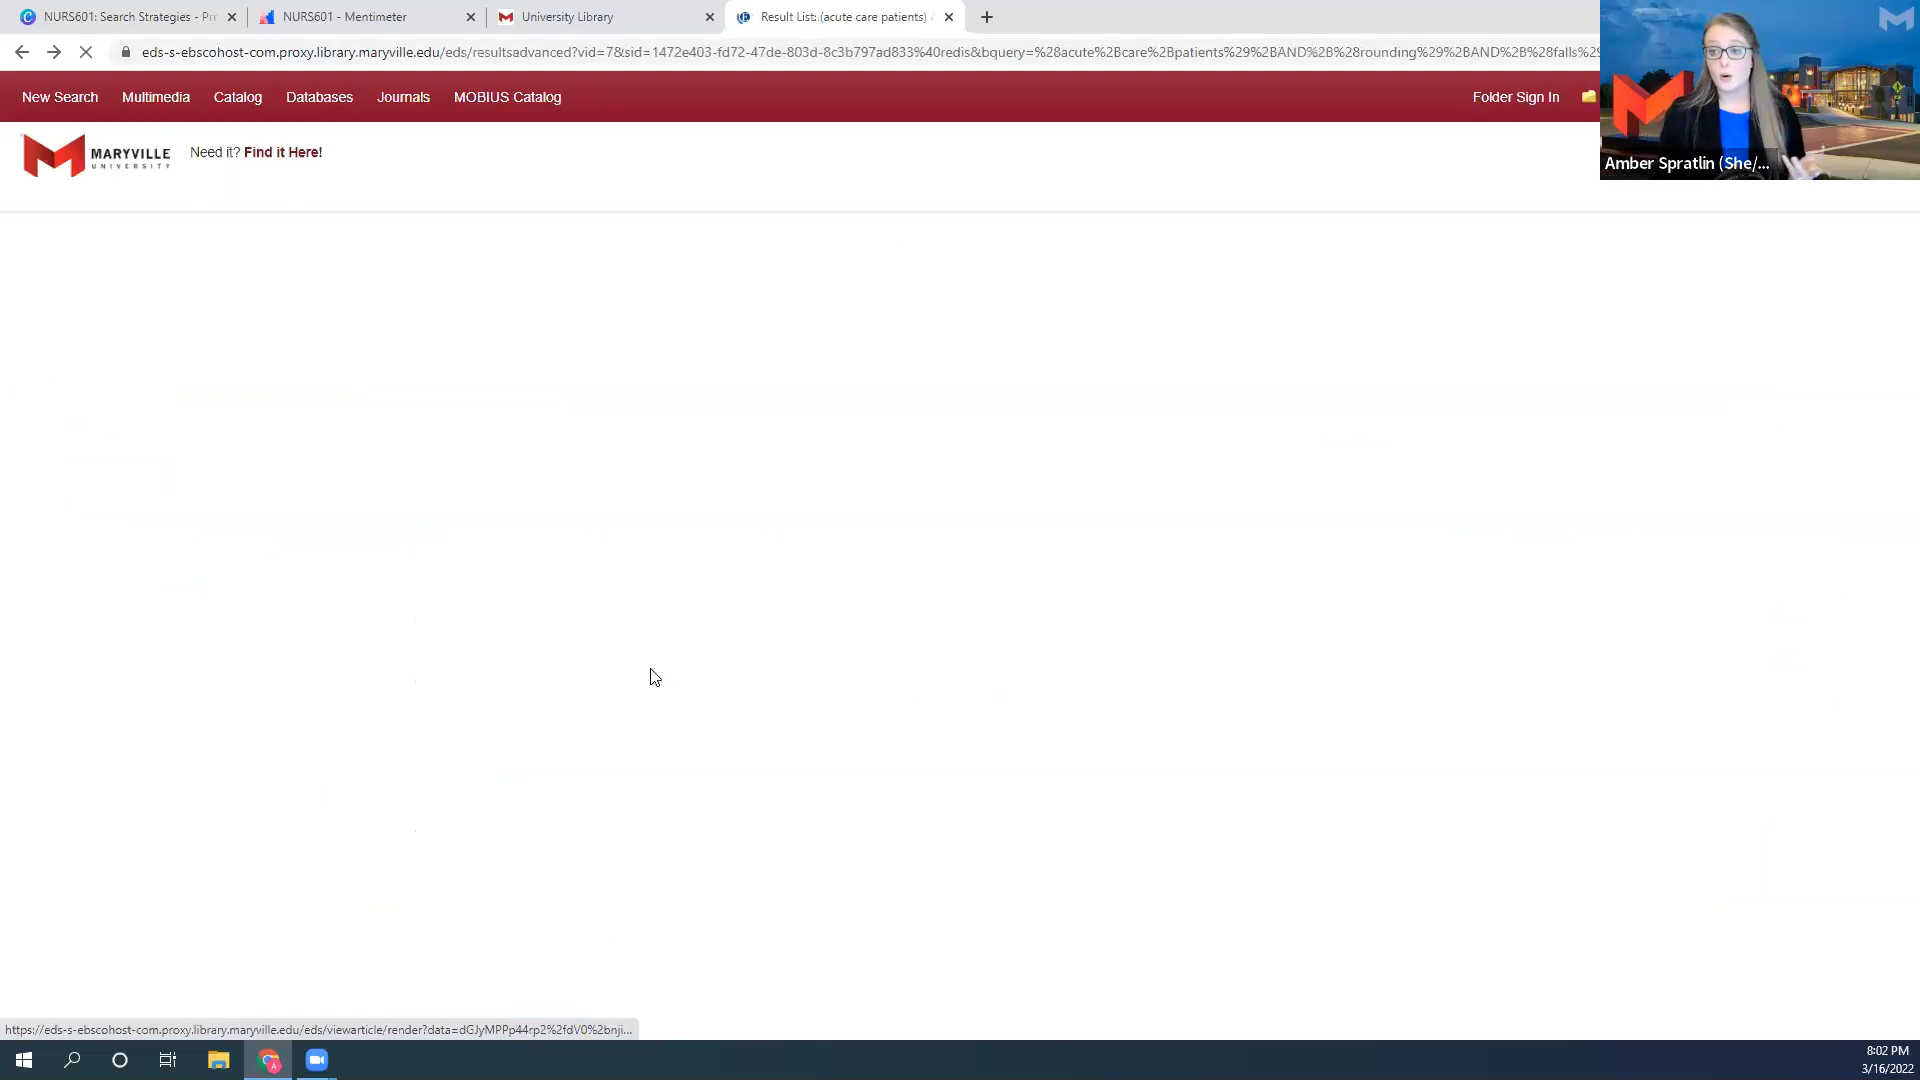 NURS601: Search Strategies - Pre
NURS601 - Mentimeter
University Library
Result List: (acute care patients)
eds-s-ebscohost-com.proxy.library.maryville.edu/eds/resultsadvanced?vid=7&sid=1472e403-fd72-47de-803d-8c3b797ad833%40redis&bquery=%28acute%2Bcare%2Bpatients%29%2BAND%2B%28rounding%29%2BAND%2B%28falls%29
New Search
Multimedia
Catalog
Databases
Journals
MOBIUS Catalog
Folder Sign In
MARYVILLE
UNIVERSITY
Need it? Find it Here!
Amber Spratlin (She/...
https://eds-s-ebscohost-com.proxy.library.maryville.edu/eds/viewarticle/render?data=dGJyMPPp44rp2%2fdV0%2bnji...
8:02 PM
3/16/2022